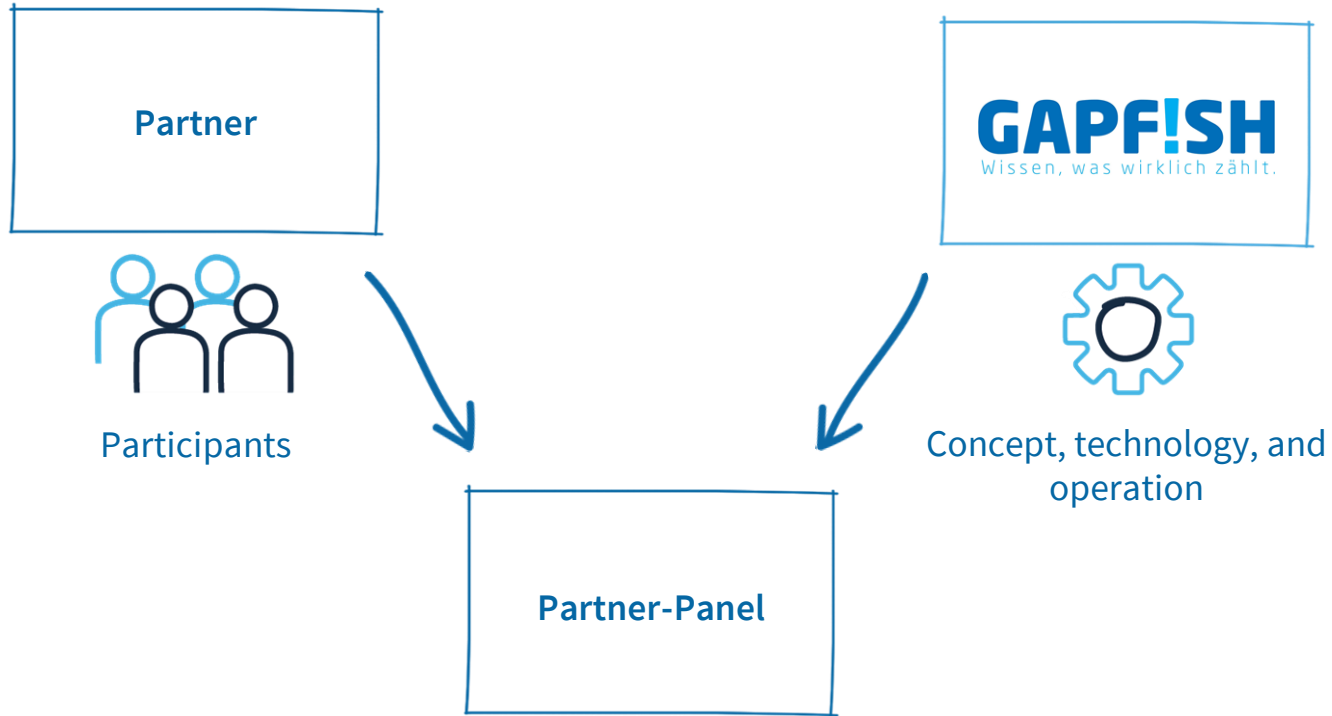 Partner
GAPF!SH
Wissen, was wirklich zählt.
Participants
Concept, technology, and
operation
Partner-Panel